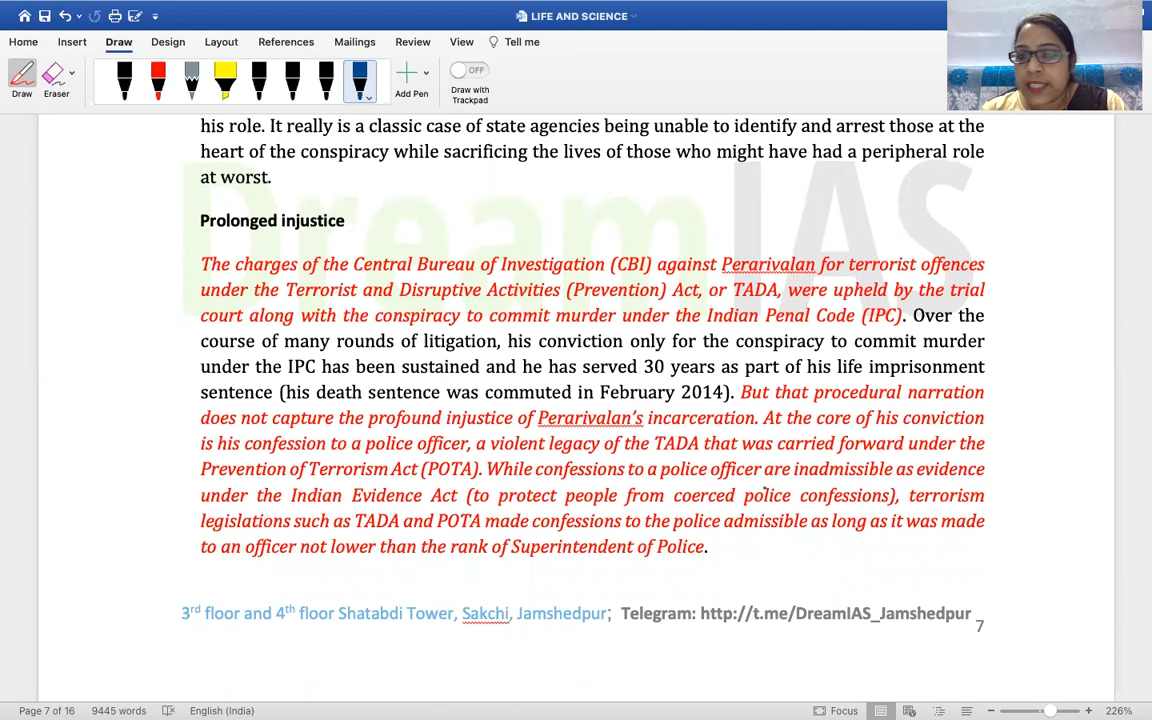 LIFE AND SCIENCE
Home Insert Draw Design Layout References Mailings Review View Tell me
OFF
Draw Eraser Add Pen Draw with Trackpad
his role. It really is a classic case of state agencies being unable to identify and arrest those at the
heart of the conspiracy while sacrificing the lives of those who might have had a peripheral role
at worst.
DreamIAS
Prolonged injustice
The charges of the Central Bureau of Investigation (CBI) against Perarivalan for terrorist offences
under the Terrorist and Disruptive Activities (Prevention) Act, or TADA, were upheld by the trial
court along with the conspiracy to commit murder under the Indian Penal Code (IPC). Over the
course of many rounds of litigation, his conviction only for the conspiracy to commit murder
under the IPC has been sustained and he has served 30 years as part of his life imprisonment
sentence (his death sentence was commuted in February 2014). But that procedural narration
does not capture the profound injustice of Perarivalan's incarceration. At the core of his conviction
is his confession to a police officer, a violent legacy of the TADA that was carried forward under the
Prevention of Terrorism Act (POTA). While confessions to a police officer are inadmissible as evidence
under the Indian Evidence Act (to protect people from coerced police confessions), terrorism
legislations such as TADA and POTA made confessions to the police admissible as long as it was made
to an officer not lower than the rank of Superintendent of Police.
3rd floor and 4th floor Shatabdi Tower, Sakchi, Jamshedpur; Telegram: http://t.me/DreamIAS_Jamshedpur
7
Page 7 of 16 9445 words English (India) Focus 226%